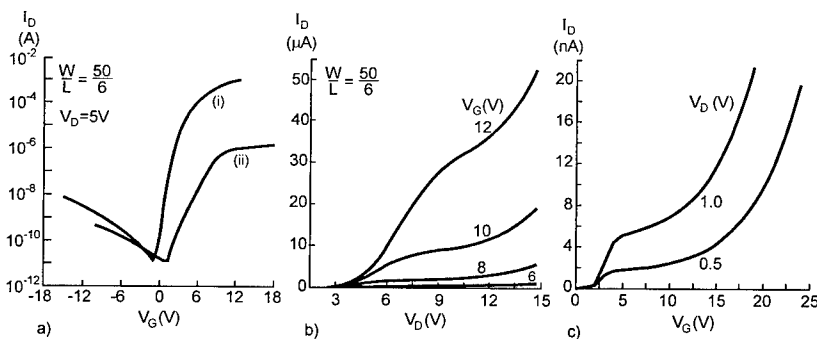 I_D
(A)
10⁻²
10⁻⁴
10⁻⁶
10⁻⁸
10⁻¹⁰
10⁻¹²
W/L = 50/6
V_D=5V
(i)
(ii)
-18 -12 -6 0 6 12 18
V_G(V)
a)
I_D
(µA)
50
40
30
20
10
0
W/L = 50/6
V_G(V)
12
10
8
6
3 6 9 12 15
V_D(V)
b)
I_D
(nA)
20
16
12
8
4
0
V_D(V)
1.0
0.5
0 5 10 15 20 25
V_G(V)
c)